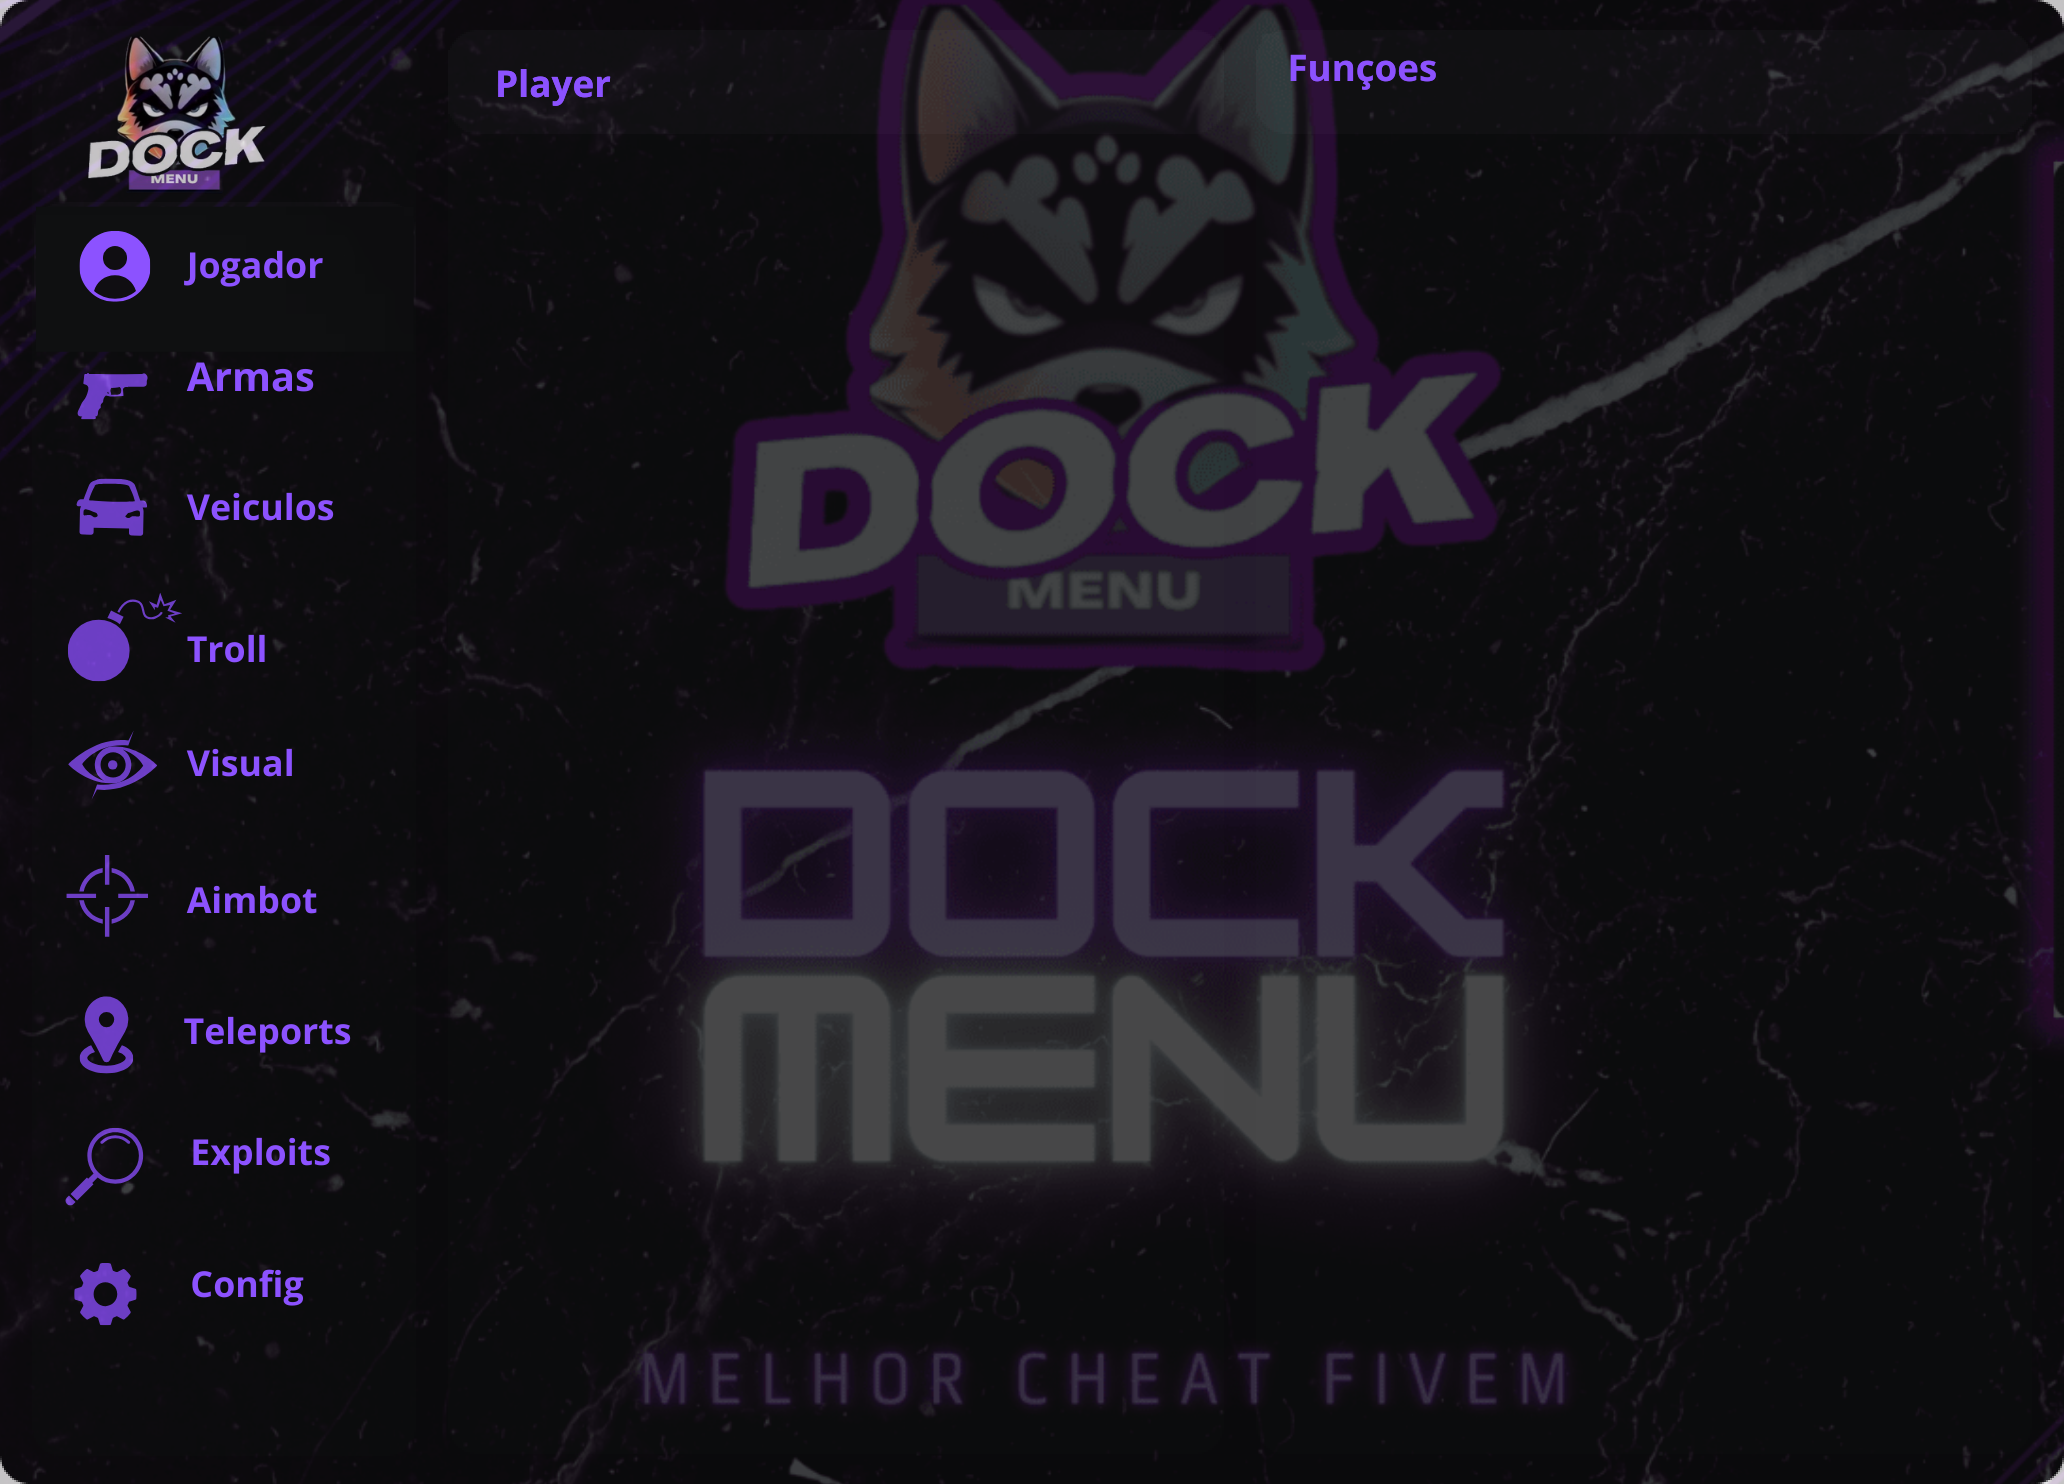 DOCK
MENU
Player
Funçoes
Jogador
Armas
Veiculos
Troll
Visual
Aimbot
Teleports
Exploits
Config
DOCK
MENU
DOCK
MENU
MELHOR CHEAT FIVEM